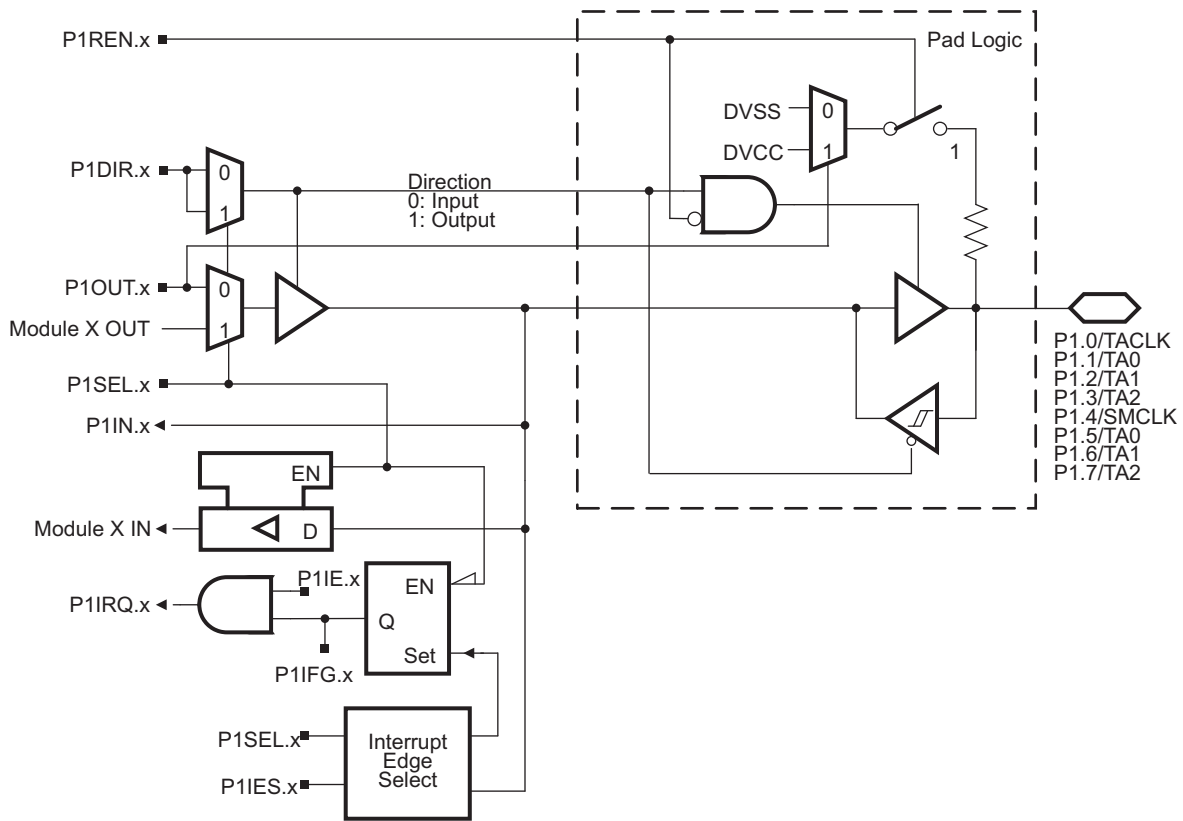 P1REN.x
Pad Logic
DVSS
0
DVCC
1
1
P1DIR.x
0
1
Direction
0: Input
1: Output
P1OUT.x
0
Module X OUT
1
P1SEL.x
P1IN.x
P1.0/TACLK
P1.1/TA0
P1.2/TA1
P1.3/TA2
P1.4/SMCLK
P1.5/TA0
P1.6/TA1
P1.7/TA2
EN
Module X IN
D
P1IE.x
EN
P1IRQ.x
Q
Set
P1IFG.x
P1SEL.x
Interrupt
Edge
Select
P1IES.x